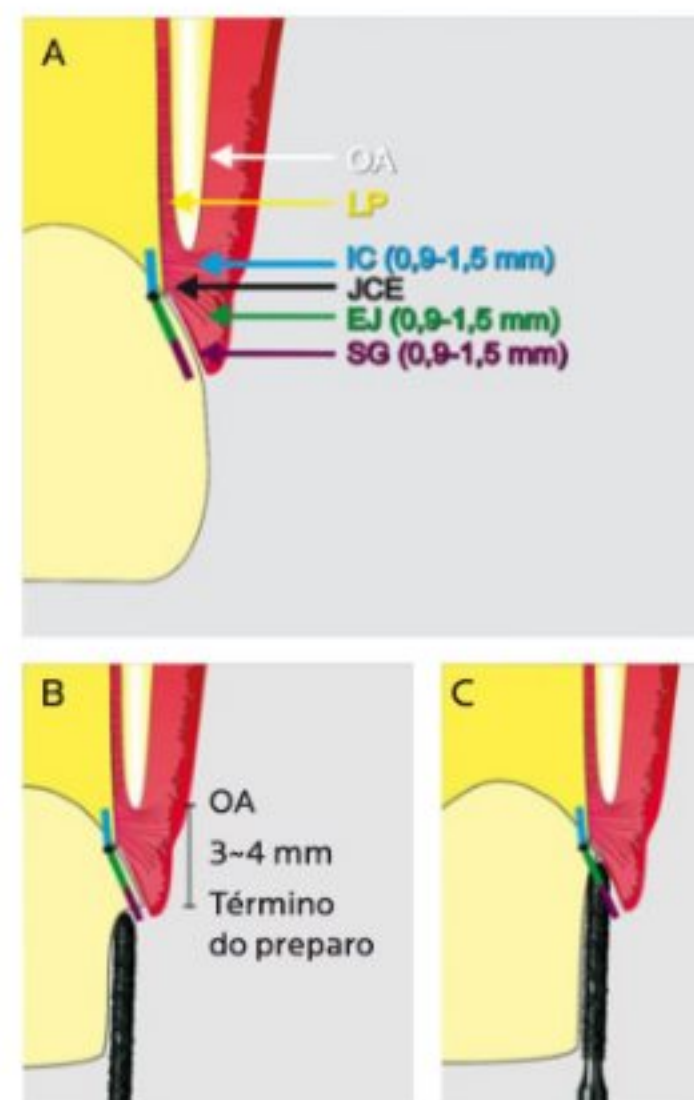 A
OA
LP
IC (0,9-1,5 mm)
JCE
EJ (0,9-1,5 mm)
SG (0,9-1,5 mm)
B
OA
3~4 mm
Término
do preparo
C